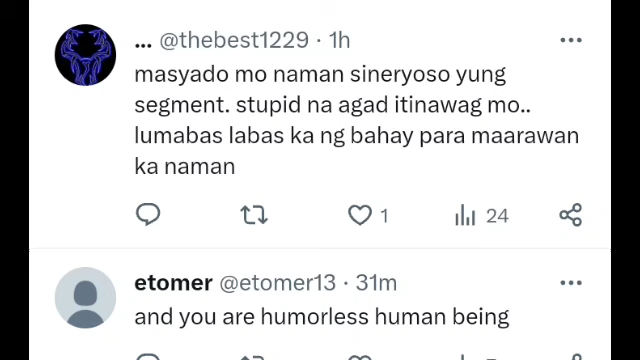 ... @thebest1229 · 1h
masyado mo naman sineryoso yung
segment. stupid na agad itinawag mo..
lumabas labas ka ng bahay para maarawan
ka naman
1 24
etomer @etomer13 · 31m
and you are humorless human being